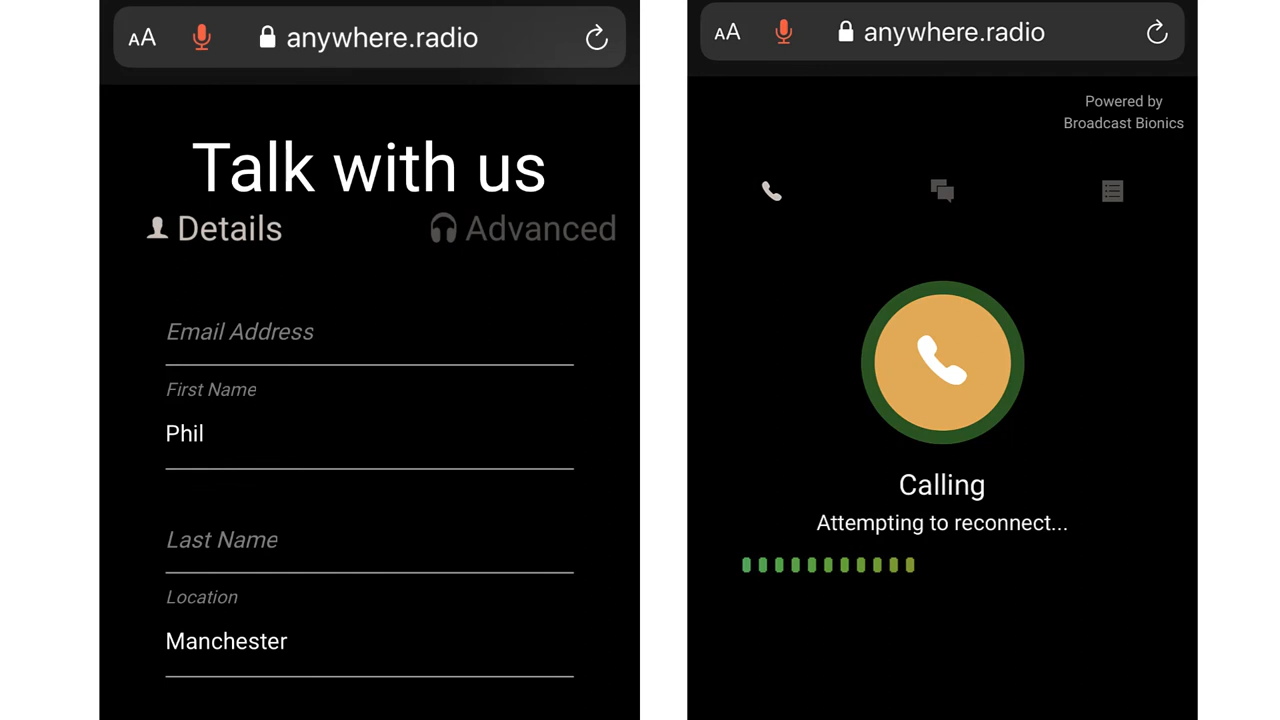 AA anywhere.radio
Talk with us
Details Advanced
Email Address
First Name
Phil
Last Name
Location
Manchester
AA anywhere.radio
Powered by
Broadcast Bionics
Calling
Attempting to reconnect...